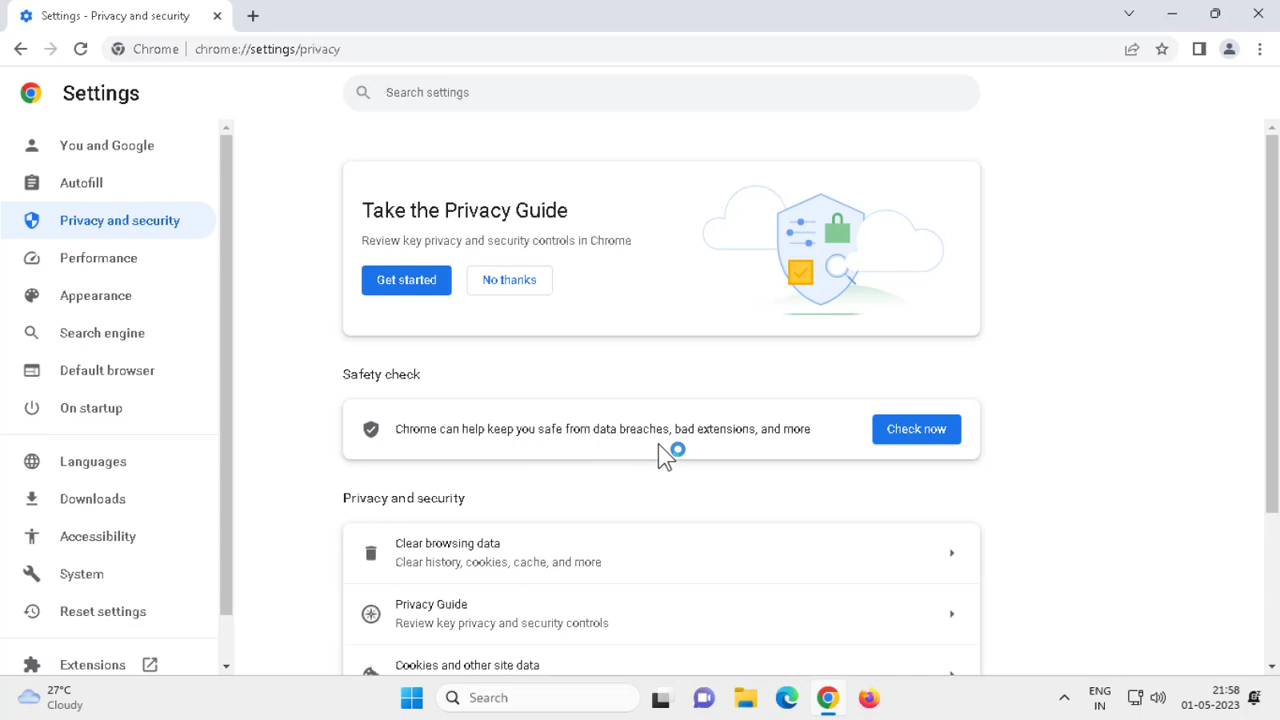 Settings - Privacy and security
Chrome chrome://settings/privacy
Settings
Search settings
You and Google
Autofill
Privacy and security
Performance
Appearance
Search engine
Default browser
On startup
Languages
Downloads
Accessibility
System
Reset settings
Extensions
Take the Privacy Guide
Review key privacy and security controls in Chrome
Get started No thanks
Safety check
Chrome can help keep you safe from data breaches, bad extensions, and more
Check now
Privacy and security
Clear browsing data
Clear history, cookies, cache, and more
Privacy Guide
Review key privacy and security controls
Cookies and other site data
27°C
Cloudy
Search
ENG
IN
21:58
01-05-2023